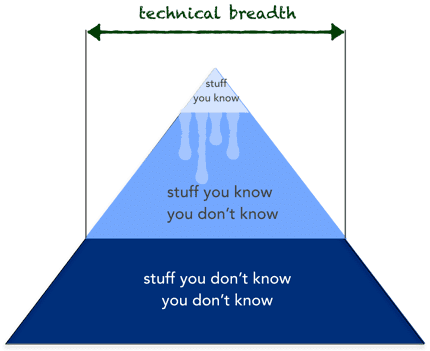 technical breadth
stuff
you know
stuff you know
you don't know
stuff you don't know
you don't know